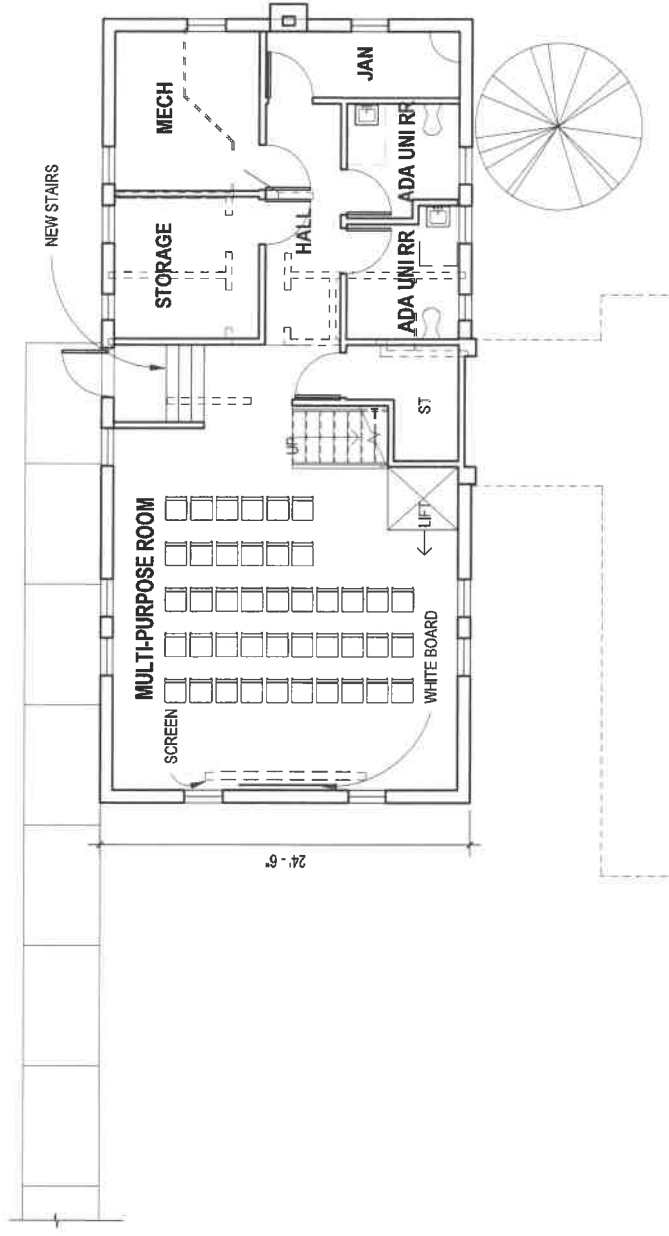 NEW STAIRS
MECH
JAN
STORAGE
HALL
ADA UNI RR
ADA UNI RR
UP
ST
LIFT
MULTI-PURPOSE ROOM
SCREEN
WHITE BOARD
24' - 6"